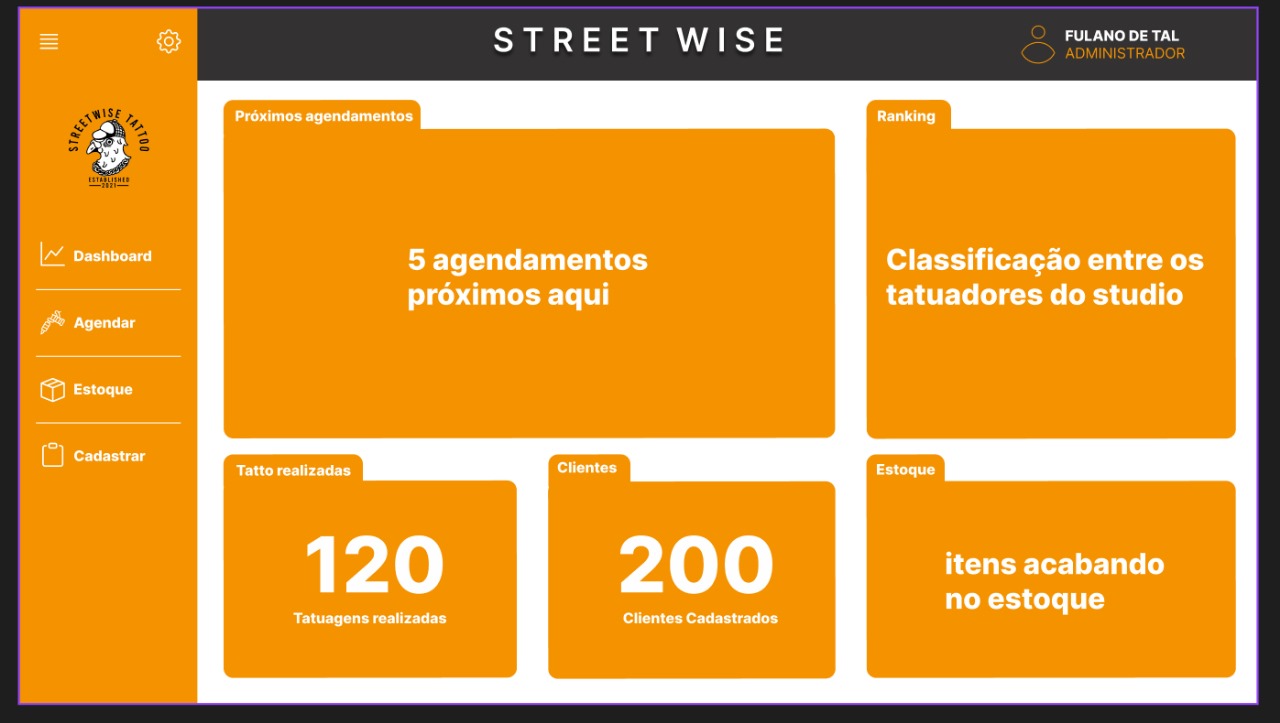 STREET WISE
FULANO DE TAL
ADMINISTRADOR
STREETWISE TATTOO
ESTABLISHED
2021
Dashboard
Agendar
Estoque
Cadastrar
Próximos agendamentos
5 agendamentos
próximos aqui
Ranking
Classificação entre os
tatuadores do studio
Tatto realizadas
120
Tatuagens realizadas
Clientes
200
Clientes Cadastrados
Estoque
itens acabando
no estoque